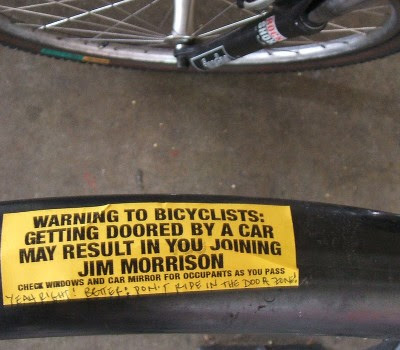 WARNING TO BICYCLISTS:
GETTING DOORED BY A CAR
MAY RESULT IN YOU JOINING
JIM MORRISON
CHECK WINDOWS AND CAR MIRROR FOR OCCUPANTS AS YOU PASS
YEAH RIGHT! BETTER: DON'T RIDE IN THE DOOR ZONE!